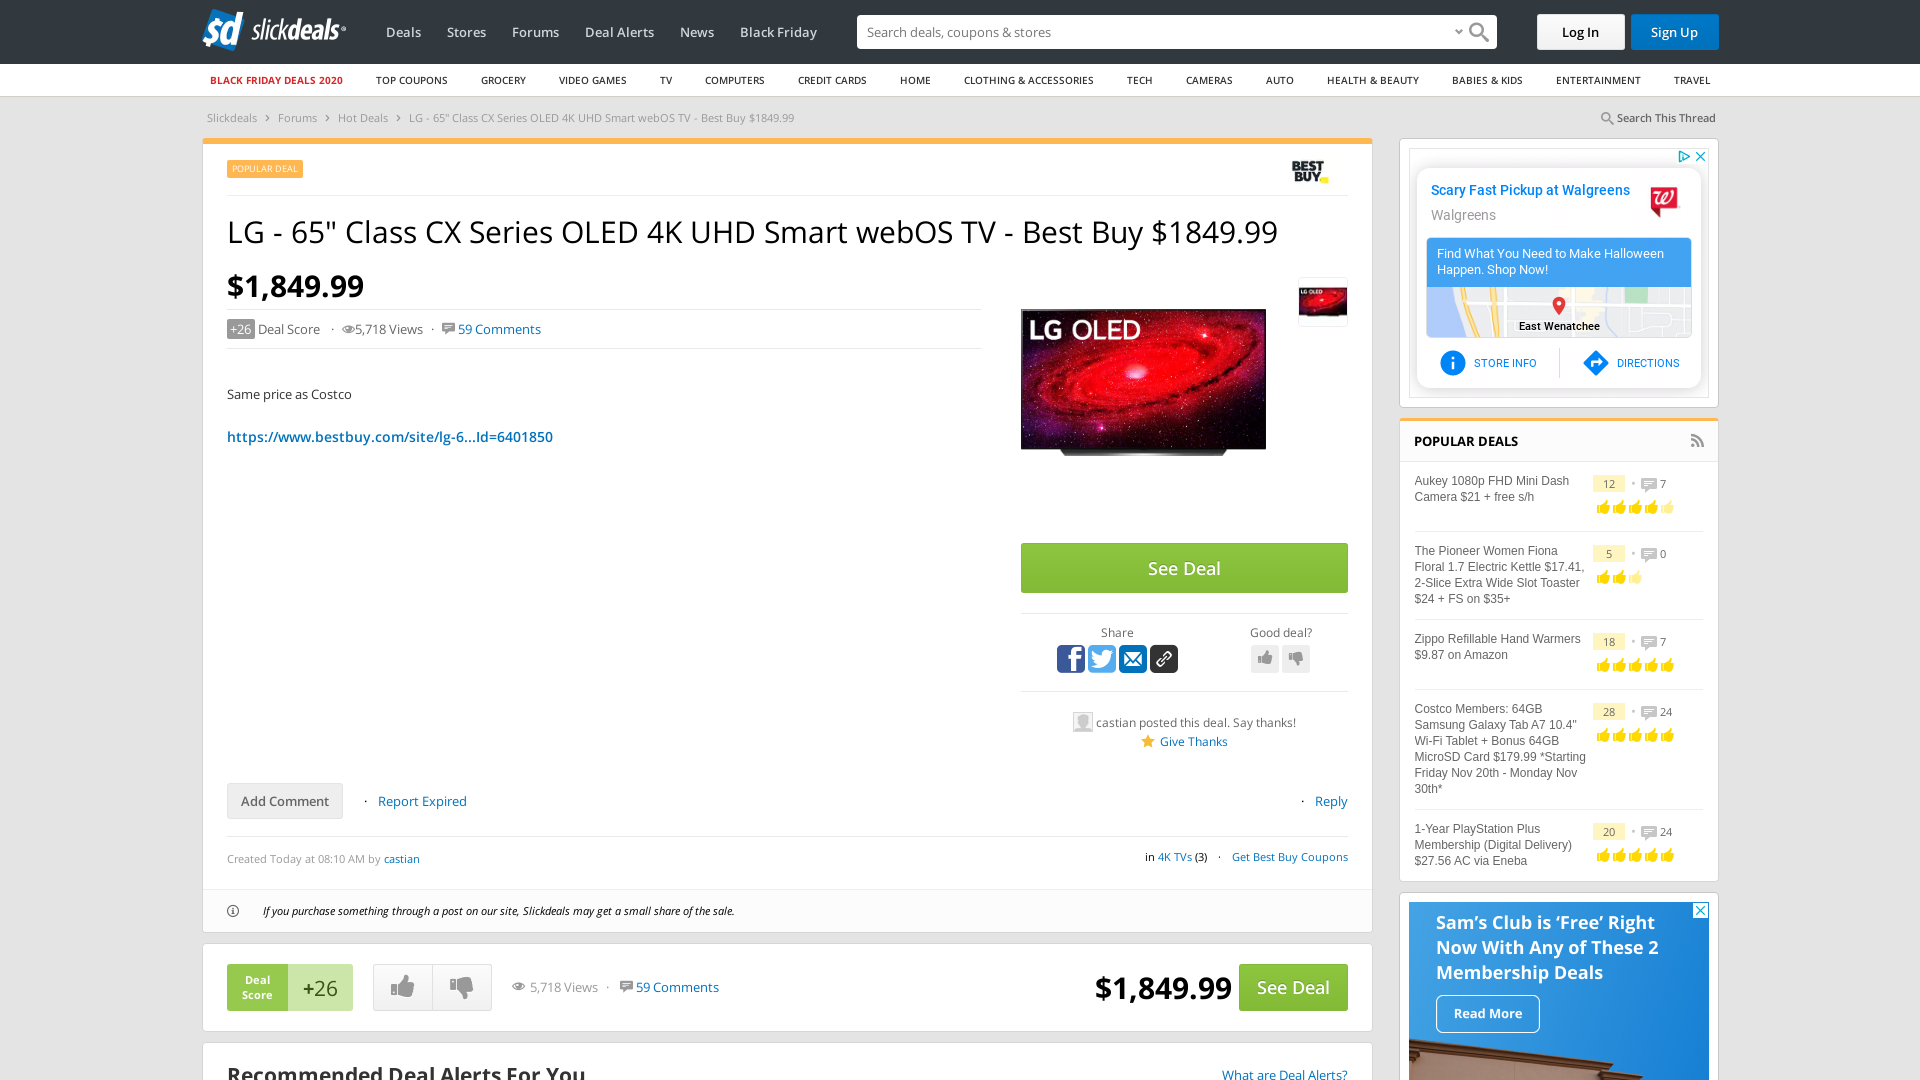 sd slickdeals
Deals Stores Forums Deal Alerts News Black Friday
Search deals, coupons & stores
Log In
Sign Up
BLACK FRIDAY DEALS 2020 TOP COUPONS GROCERY VIDEO GAMES TV COMPUTERS CREDIT CARDS HOME CLOTHING & ACCESSORIES TECH CAMERAS AUTO HEALTH & BEAUTY BABIES & KIDS ENTERTAINMENT TRAVEL
Slickdeals › Forums › Hot Deals › LG - 65" Class CX Series OLED 4K UHD Smart webOS TV - Best Buy $1849.99
Search This Thread
POPULAR DEAL
BEST
BUY
LG - 65" Class CX Series OLED 4K UHD Smart webOS TV - Best Buy $1849.99
$1,849.99
+26 Deal Score · 5,718 Views · 59 Comments
Same price as Costco
https://www.bestbuy.com/site/lg-6...Id=6401850
LG OLED
LG OLED
See Deal
Share
Good deal?
castian posted this deal. Say thanks!
Give Thanks
Add Comment
· Report Expired
· Reply
Created Today at 08:10 AM by castian
in 4K TVs (3) · Get Best Buy Coupons
If you purchase something through a post on our site, Slickdeals may get a small share of the sale.
Deal
Score
+26
5,718 Views · 59 Comments
$1,849.99
See Deal
Recommended Deal Alerts For You
What are Deal Alerts?
Scary Fast Pickup at Walgreens
Walgreens
W
Find What You Need to Make Halloween
Happen. Shop Now!
East Wenatchee
STORE INFO
DIRECTIONS
POPULAR DEALS
Aukey 1080p FHD Mini Dash
Camera $21 + free s/h
12 • 7
The Pioneer Women Fiona
Floral 1.7 Electric Kettle $17.41,
2-Slice Extra Wide Slot Toaster
$24 + FS on $35+
5 • 0
Zippo Refillable Hand Warmers
$9.87 on Amazon
18 • 7
Costco Members: 64GB
Samsung Galaxy Tab A7 10.4"
Wi-Fi Tablet + Bonus 64GB
MicroSD Card $179.99 *Starting
Friday Nov 20th - Monday Nov
30th*
28 • 24
1-Year PlayStation Plus
Membership (Digital Delivery)
$27.56 AC via Eneba
20 • 24
Sam's Club is 'Free' Right
Now With Any of These 2
Membership Deals
Read More